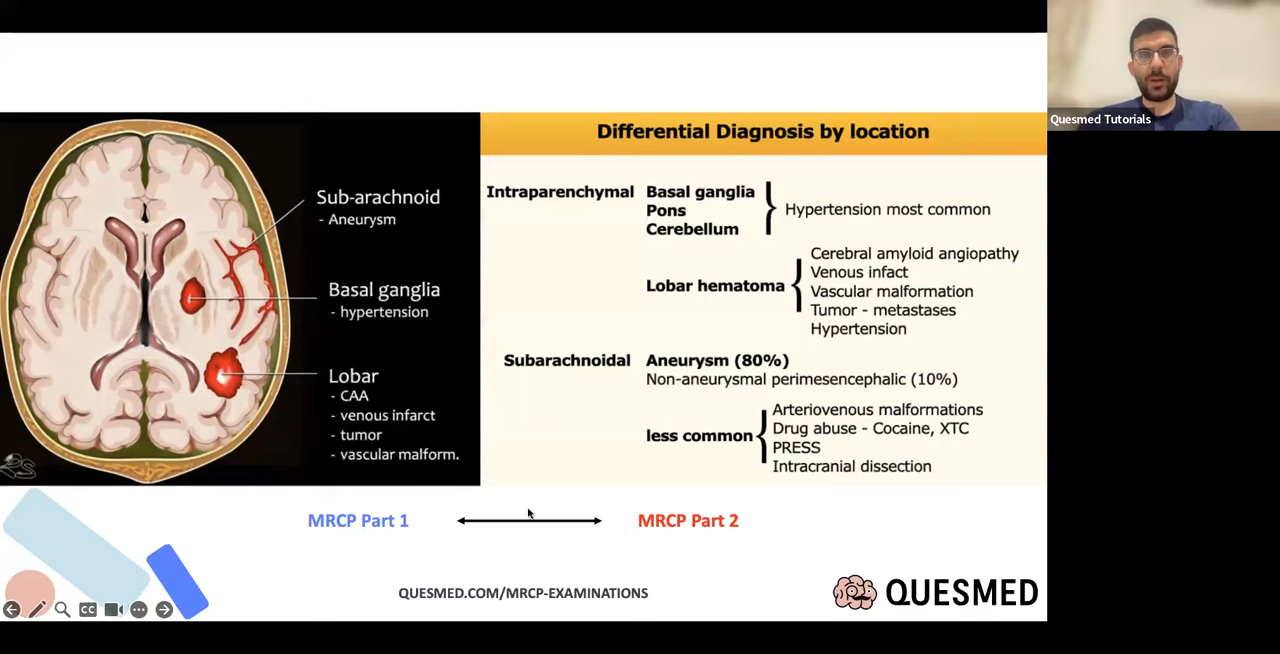 Quesmed Tutorials
Differential Diagnosis by location
Sub-arachnoid
- Aneurysm
Basal ganglia
- hypertension
Lobar
- CAA
- venous infarct
- tumor
- vascular malform.
Intraparenchymal
Basal ganglia
Pons
Cerebellum
Hypertension most common
Lobar hematoma
Cerebral amyloid angiopathy
Venous infact
Vascular malformation
Tumor - metastases
Hypertension
Subarachnoidal
Aneurysm (80%)
Non-aneurysmal perimesencephalic (10%)
less common
Arteriovenous malformations
Drug abuse - Cocaine, XTC
PRESS
Intracranial dissection
MRCP Part 1
MRCP Part 2
QUESMED.COM/MRCP-EXAMINATIONS
QUESMED
CC